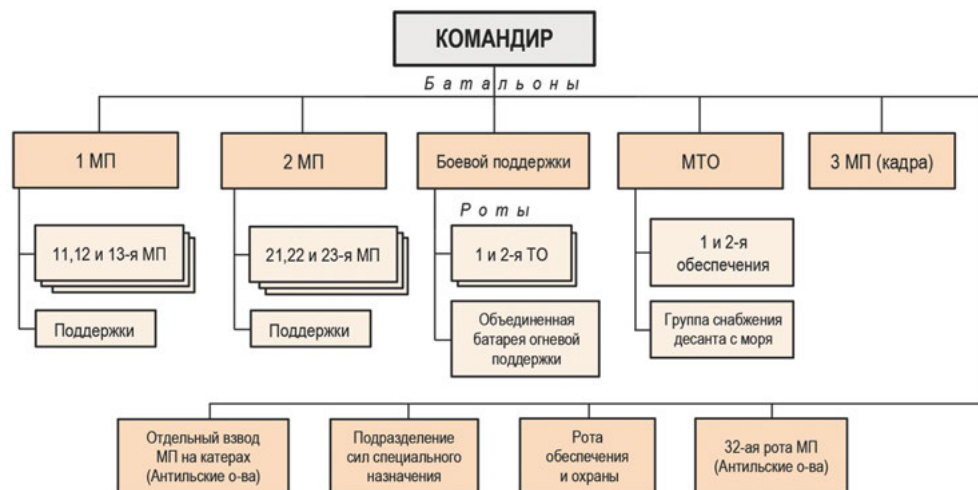 КОМАНДИР
Батальоны
1 МП
2 МП
Боевой поддержки
МТО
3 МП (кадра)
Роты
11,12 и 13-я МП
21,22 и 23-я МП
1 и 2-я ТО
1 и 2-я
обеспечения
Поддержки
Поддержки
Объединенная
батарея огневой
поддержки
Группа снабжения
десанта с моря
Отдельный взвод
МП на катерах
(Антильские о-ва)
Подразделение
сил специального
назначения
Рота
обеспечения
и охраны
32-ая рота МП
(Антильские о-ва)